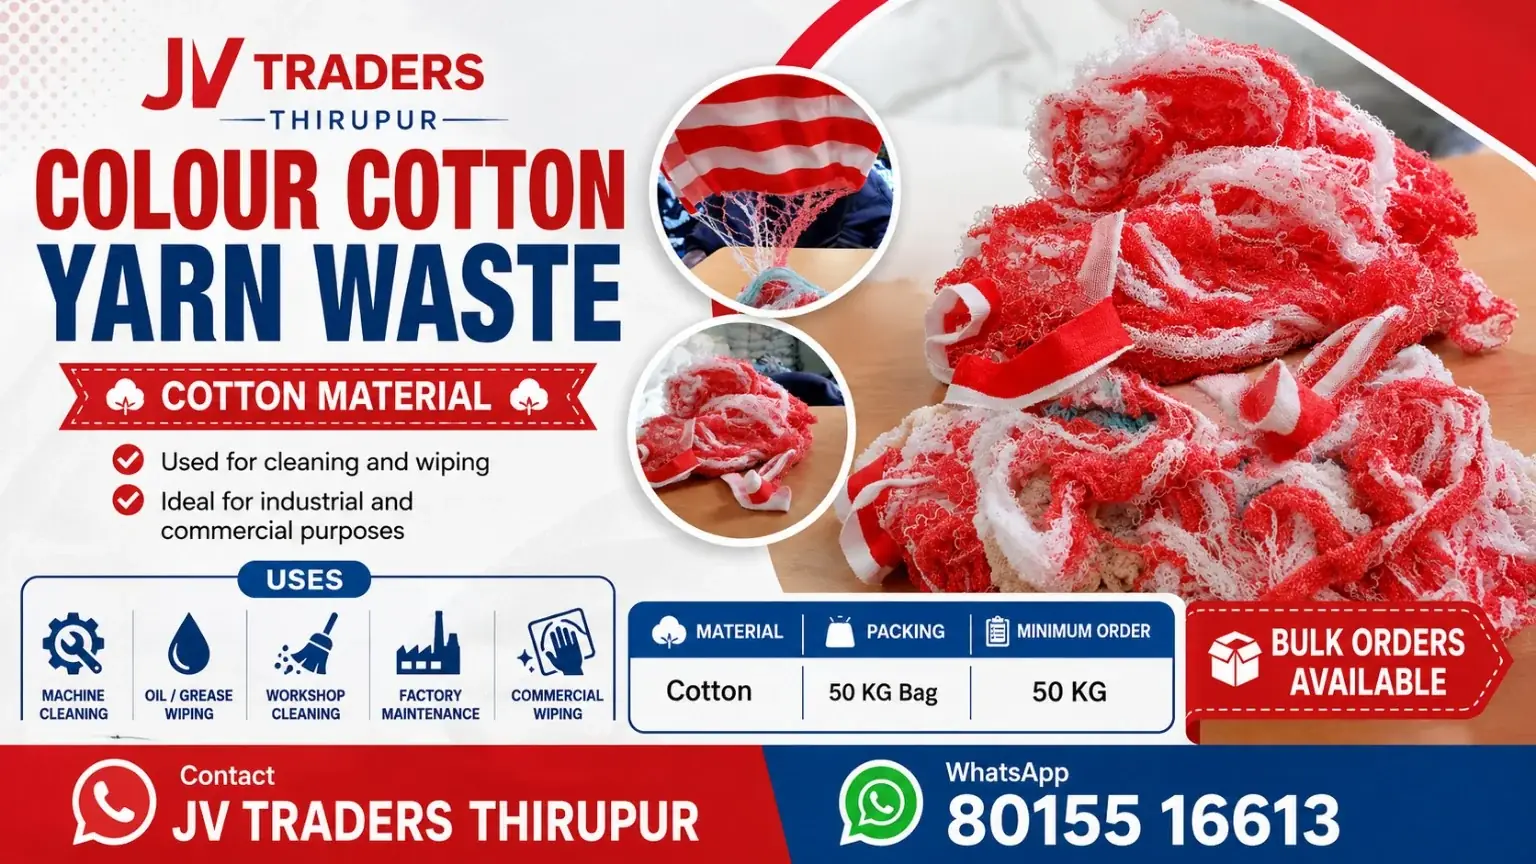 JV TRADERS
THIRUPUR
COLOUR COTTON
YARN WASTE
COTTON MATERIAL
Used for cleaning and wiping
Ideal for industrial and
commercial purposes
USES
MACHINE
CLEANING
OIL / GREASE
WIPING
WORKSHOP
CLEANING
FACTORY
MAINTENANCE
COMMERCIAL
WIPING
MATERIAL PACKING MINIMUM ORDER
Cotton 50 KG Bag 50 KG
BULK ORDERS
AVAILABLE
Contact
JV TRADERS THIRUPUR
WhatsApp
80155 16613